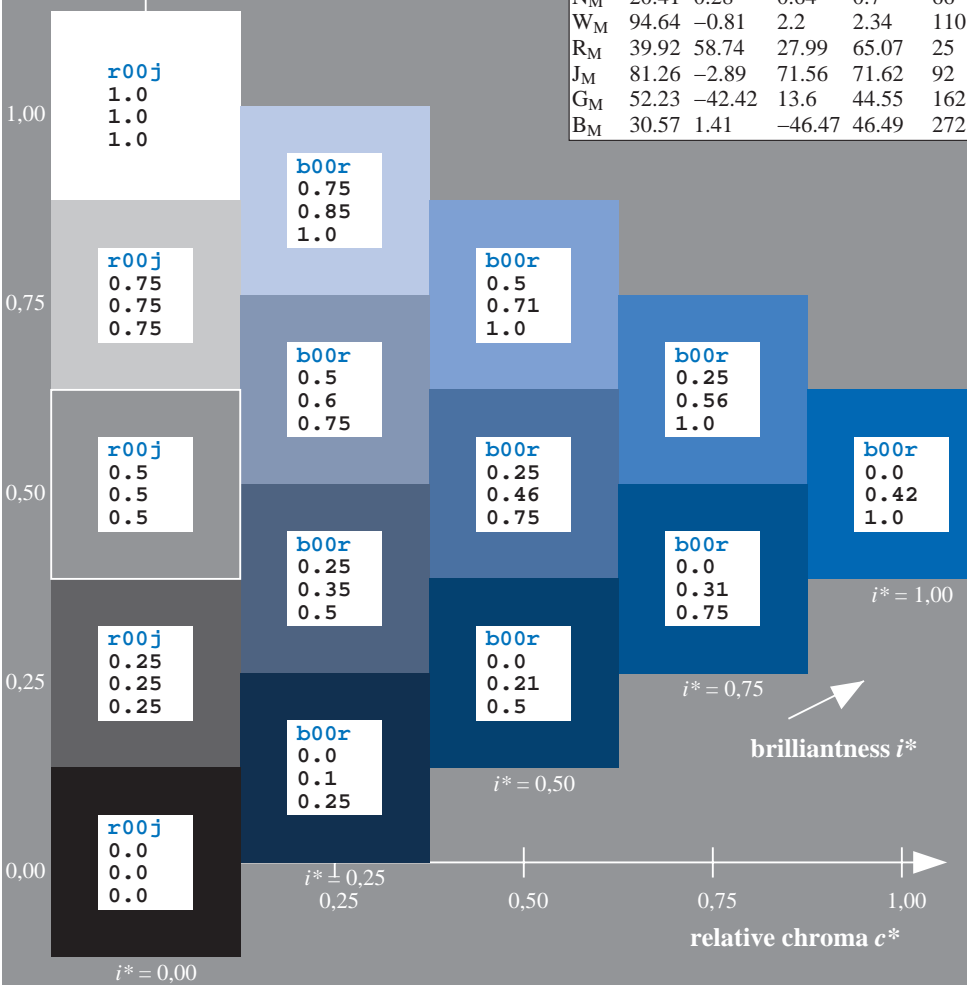 W_M 94.64 −0.81 2.2 2.34 110
R_M 39.92 58.74 27.99 65.07 25
J_M 81.26 −2.89 71.56 71.62 92
G_M 52.23 −42.42 13.6 44.55 162
B_M 30.57 1.41 −46.47 46.49 272
r00j
1.0
1.0
1.0
1,00
b00r
0.75
0.85
1.0
r00j
0.75
0.75
0.75
b00r
0.5
0.71
1.0
0,75
b00r
0.5
0.6
0.75
b00r
0.25
0.56
1.0
r00j
0.5
0.5
0.5
b00r
0.25
0.46
0.75
b00r
0.0
0.42
1.0
0,50
b00r
0.25
0.35
0.5
b00r
0.0
0.31
0.75
i* = 1,00
r00j
0.25
0.25
0.25
b00r
0.0
0.21
0.5
0,25
i* = 0,75
b00r
0.0
0.1
0.25
brilliantness i*
i* = 0,50
r00j
0.0
0.0
0.0
0,00
i* = 0,25
0,25 0,50 0,75 1,00
relative chroma c*
i* = 0,00